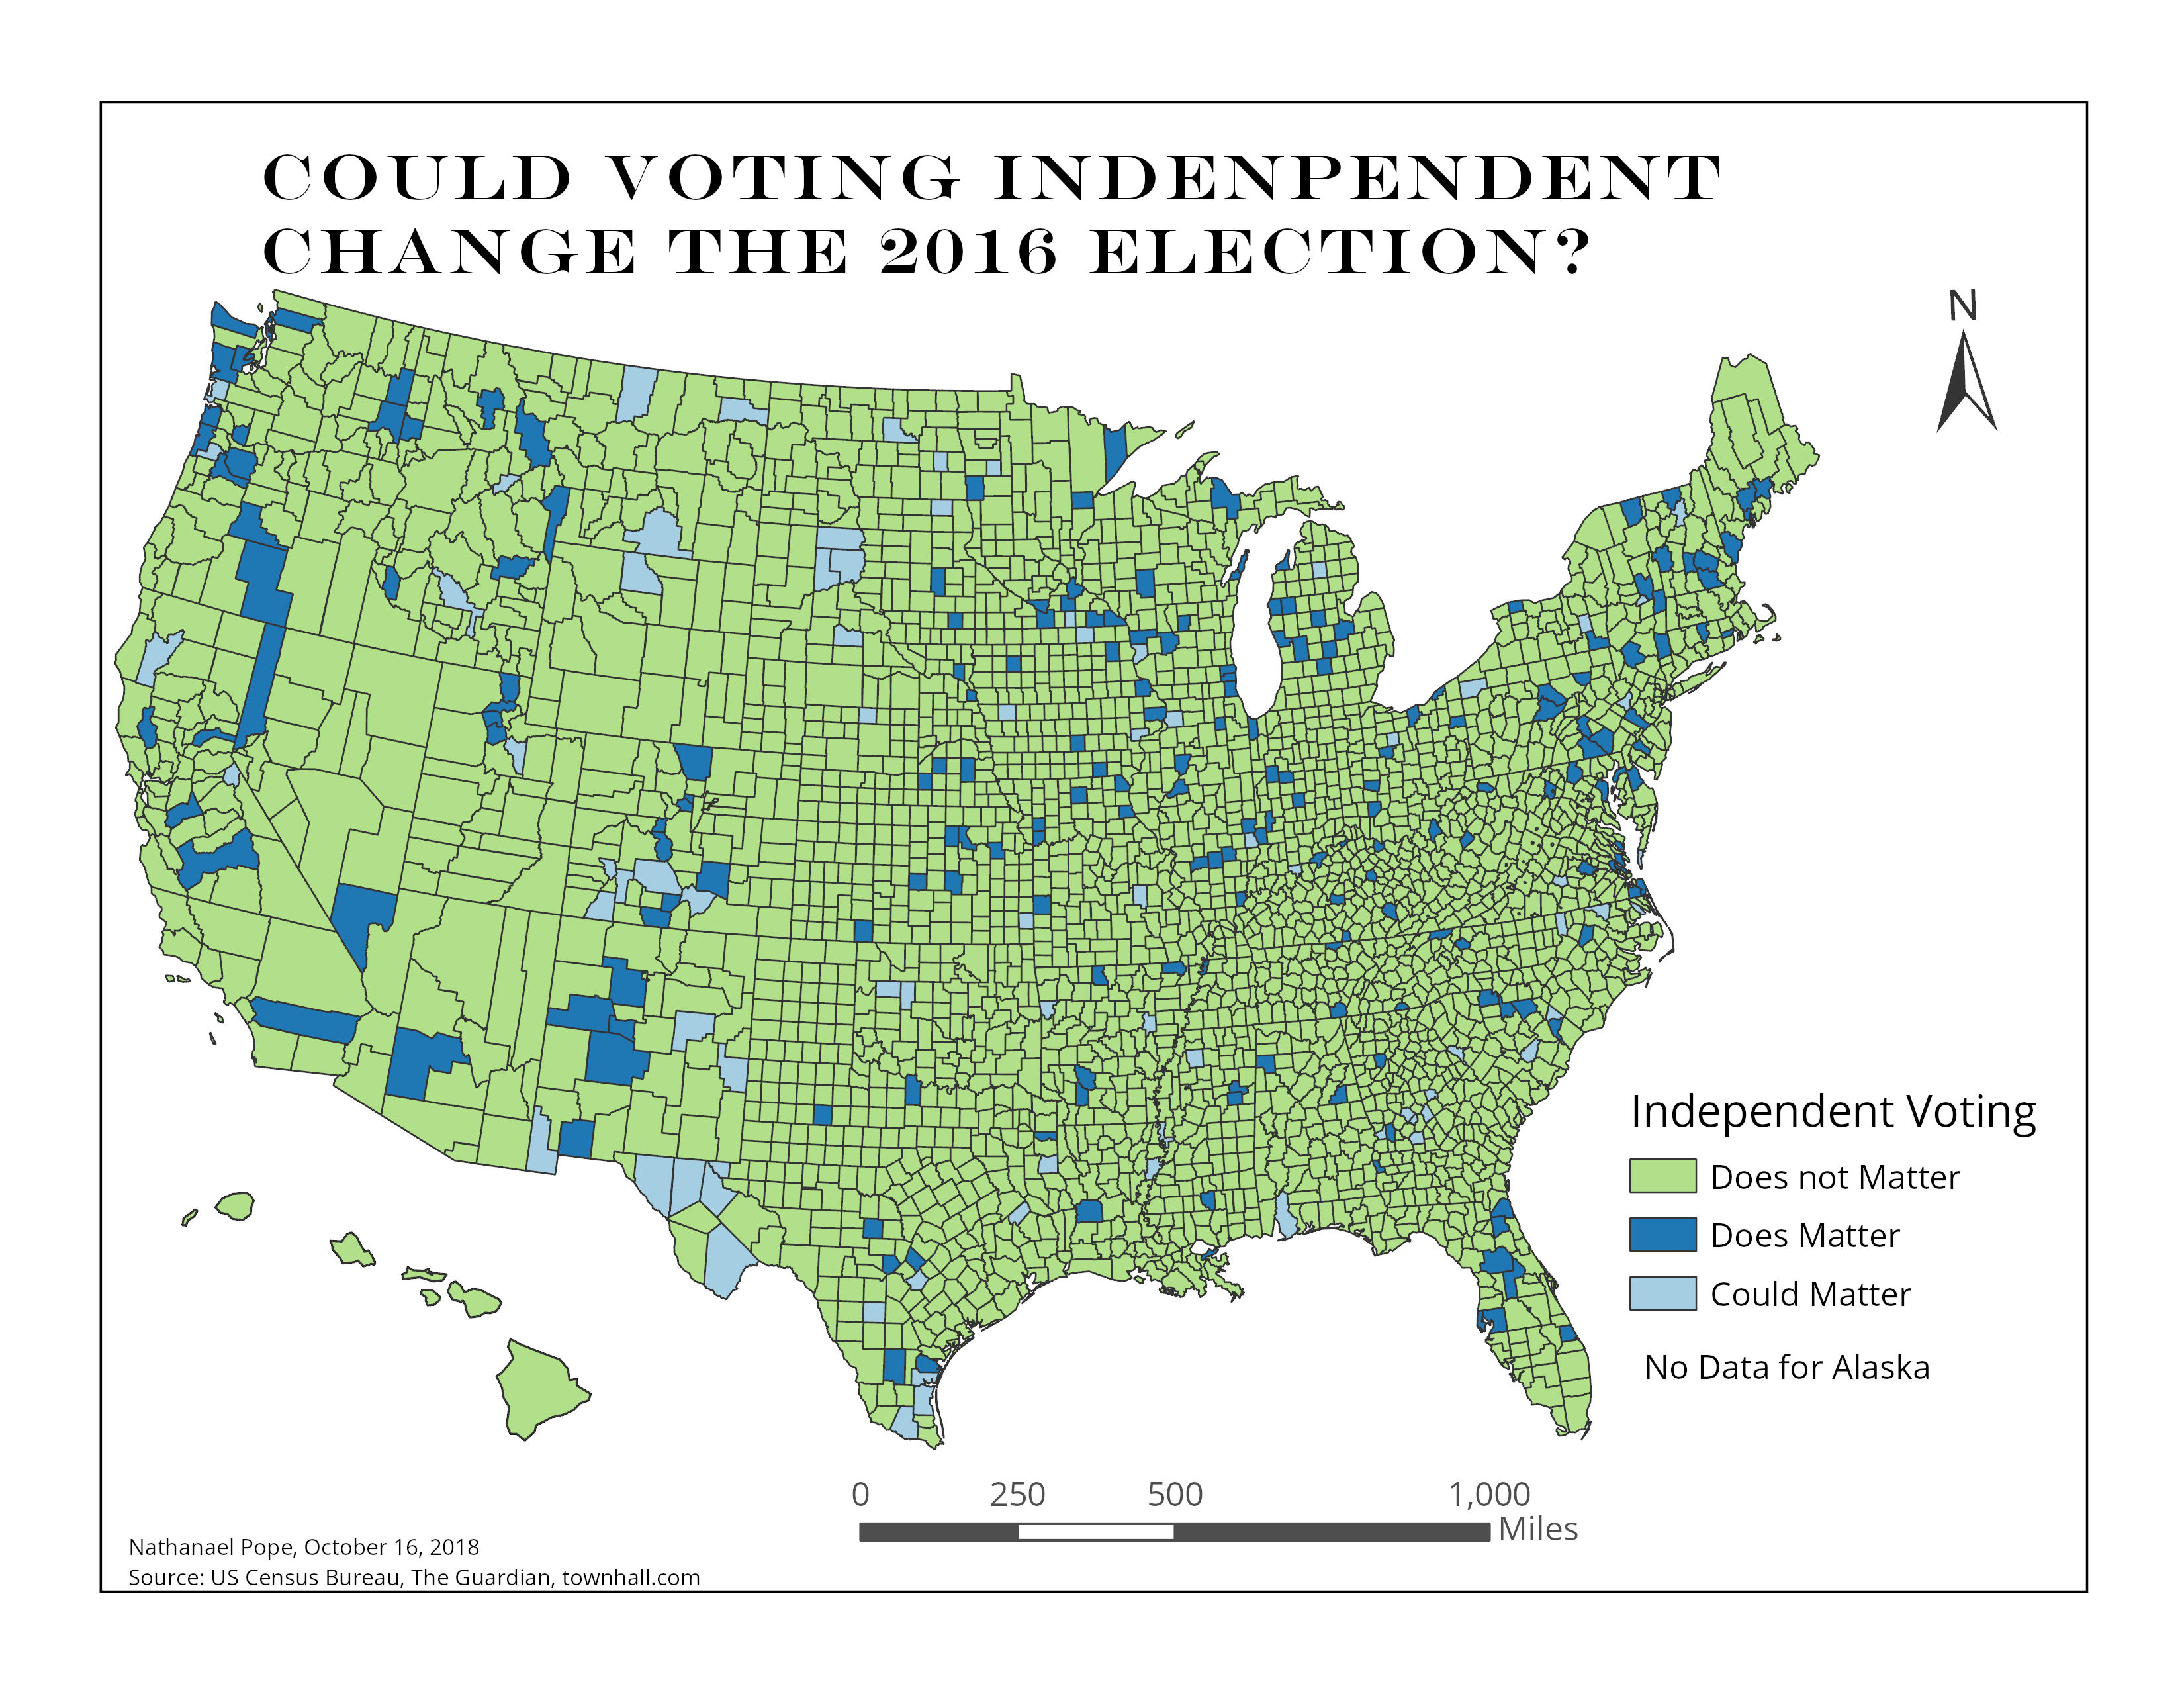 COULD VOTING INDENPENDENT
CHANGE THE 2016 ELECTION?
N
Independent Voting
Does not Matter
Does Matter
Could Matter
No Data for Alaska
0 250 500 1,000
Miles
Nathanael Pope, October 16, 2018
Source: US Census Bureau, The Guardian, townhall.com